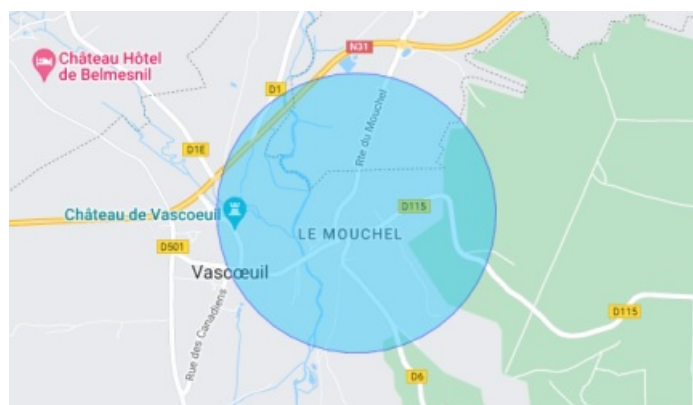 N31
Château Hôtel
de Belmesnil
D1
Rte du Mouchel
D1E
Château de Vascoeuil
D115
LE MOUCHEL
D501
Vascœuil
D115
Rue des Canadiens
D6